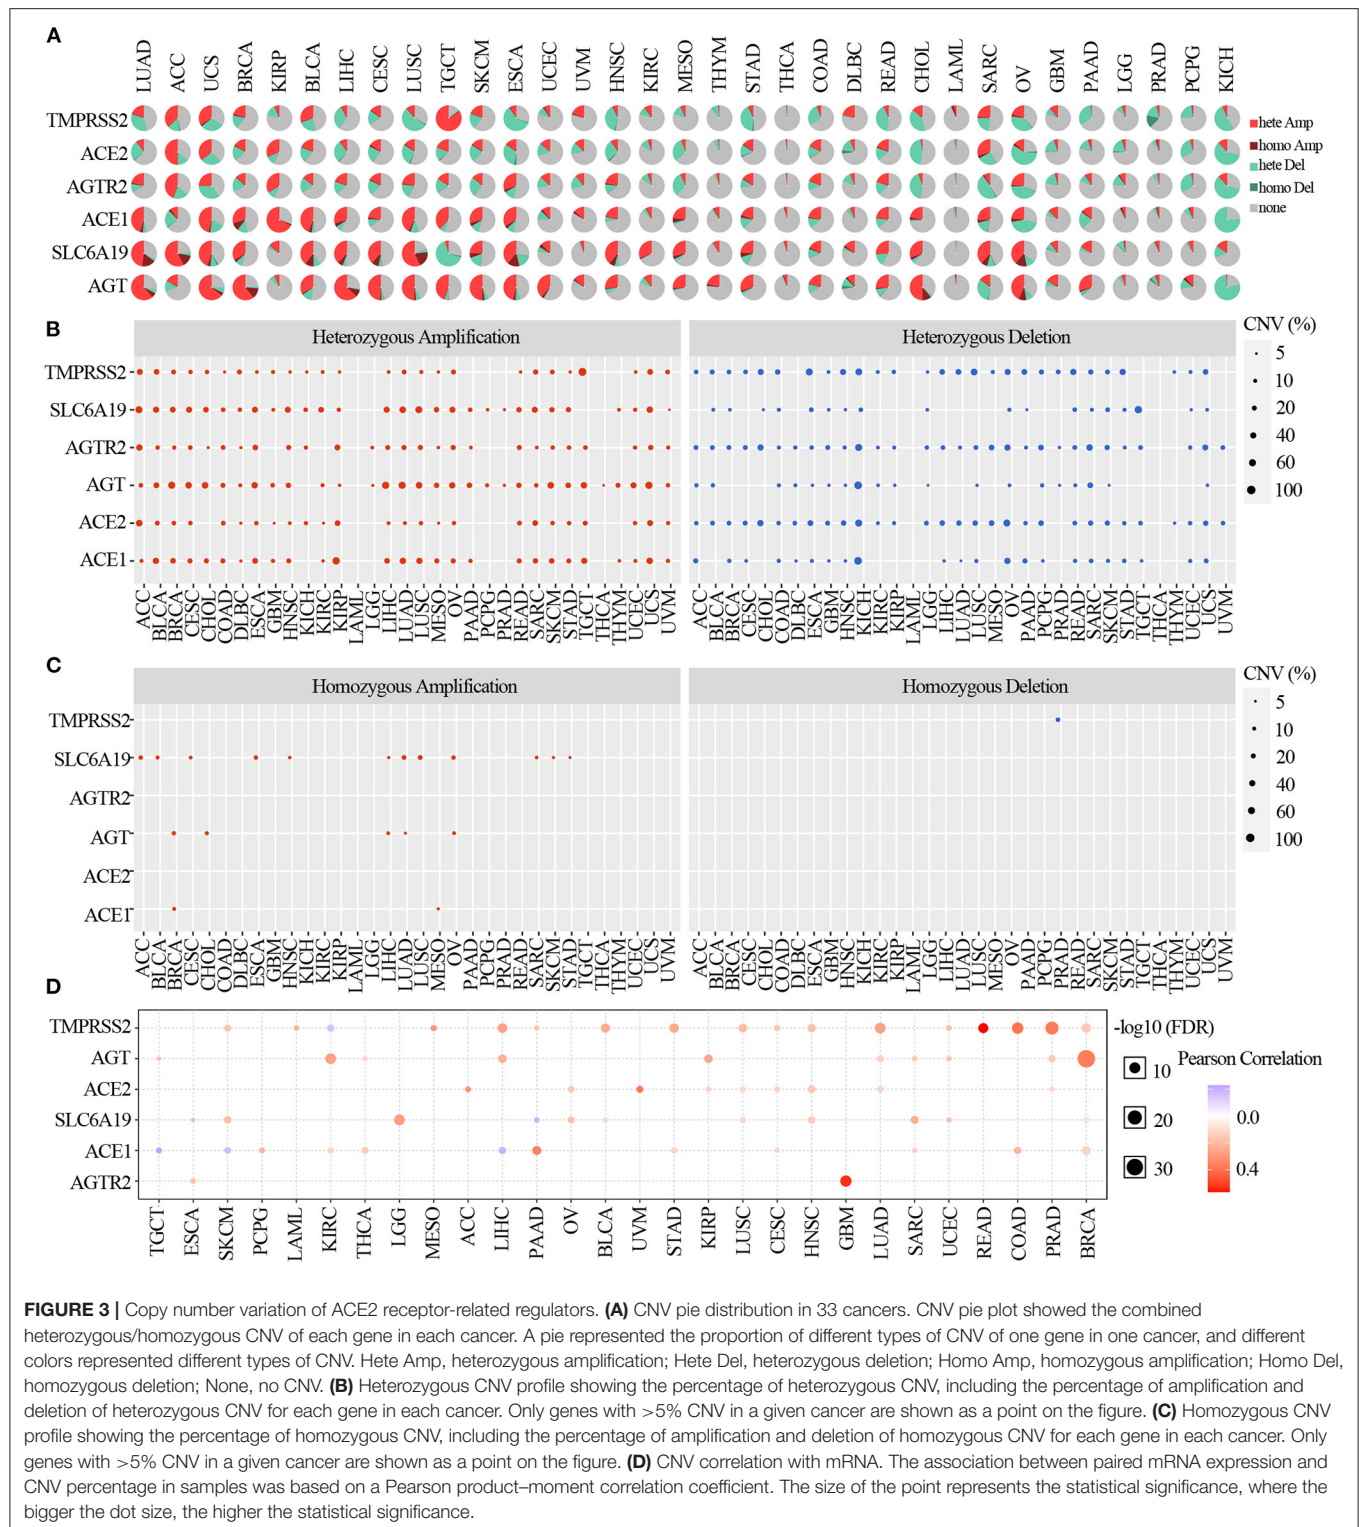 A
LUAD ACC UCS BRCA KIRP BLCA LIHC CESC LUSC TGCT SKCM ESCA UCEC UVM HNSC KIRC MESO THYM STAD THCA COAD DLBC READ CHOL LAML SARC OV GBM PAAD LGG PRAD PCPG KICH
TMPRSS2
ACE2
AGTR2
ACE1
SLC6A19
AGT
hete Amp
homo Amp
hete Del
homo Del
none
B
Heterozygous Amplification
Heterozygous Deletion
TMPRSS2
SLC6A19
AGTR2
AGT
ACE2
ACE1
ACC BLCA BRCA CESC CHOL COAD DLBC ESCA GBM HNSC KICH KIRC KIRP LAML LGG LIHC LUAD LUSC MESO OV PAAD PCPG PRAD READ SARC SKCM STAD TGCT THCA THYM UCEC UCS UVM
ACC BLCA BRCA CESC CHOL COAD DLBC ESCA GBM HNSC KICH KIRC KIRP LAML LGG LIHC LUAD LUSC MESO OV PAAD PCPG PRAD READ SARC SKCM STAD TGCT THCA THYM UCEC UCS UVM
CNV (%)
5
10
20
40
60
100
C
Homozygous Amplification
Homozygous Deletion
TMPRSS2
SLC6A19
AGTR2
AGT
ACE2
ACE1
ACC BLCA BRCA CESC CHOL COAD DLBC ESCA GBM HNSC KICH KIRC KIRP LAML LGG LIHC LUAD LUSC MESO OV PAAD PCPG PRAD READ SARC SKCM STAD TGCT THCA THYM UCEC UCS UVM
ACC BLCA BRCA CESC CHOL COAD DLBC ESCA GBM HNSC KICH KIRC KIRP LAML LGG LIHC LUAD LUSC MESO OV PAAD PCPG PRAD READ SARC SKCM STAD TGCT THCA THYM UCEC UCS UVM
CNV (%)
5
10
20
40
60
100
D
TMPRSS2
AGT
ACE2
SLC6A19
ACE1
AGTR2
TGCT ESCA SKCM PCPG LAML KIRC THCA LGG MESO ACC LIHC PAAD OV BLCA UVM STAD KIRP LUSC CESC HNSC GBM LUAD SARC UCEC READ COAD PRAD BRCA
-log10 (FDR)
10
20
30
Pearson Correlation
0.0
0.4
FIGURE 3 | Copy number variation of ACE2 receptor-related regulators. (A) CNV pie distribution in 33 cancers. CNV pie plot showed the combined
heterozygous/homozygous CNV of each gene in each cancer. A pie represented the proportion of different types of CNV of one gene in one cancer, and different
colors represented different types of CNV. Hete Amp, heterozygous amplification; Hete Del, heterozygous deletion; Homo Amp, homozygous amplification; Homo Del,
homozygous deletion; None, no CNV. (B) Heterozygous CNV profile showing the percentage of heterozygous CNV, including the percentage of amplification and
deletion of heterozygous CNV for each gene in each cancer. Only genes with >5% CNV in a given cancer are shown as a point on the figure. (C) Homozygous CNV
profile showing the percentage of homozygous CNV, including the percentage of amplification and deletion of homozygous CNV for each gene in each cancer. Only
genes with >5% CNV in a given cancer are shown as a point on the figure. (D) CNV correlation with mRNA. The association between paired mRNA expression and
CNV percentage in samples was based on a Pearson product–moment correlation coefficient. The size of the point represents the statistical significance, where the
bigger the dot size, the higher the statistical significance.